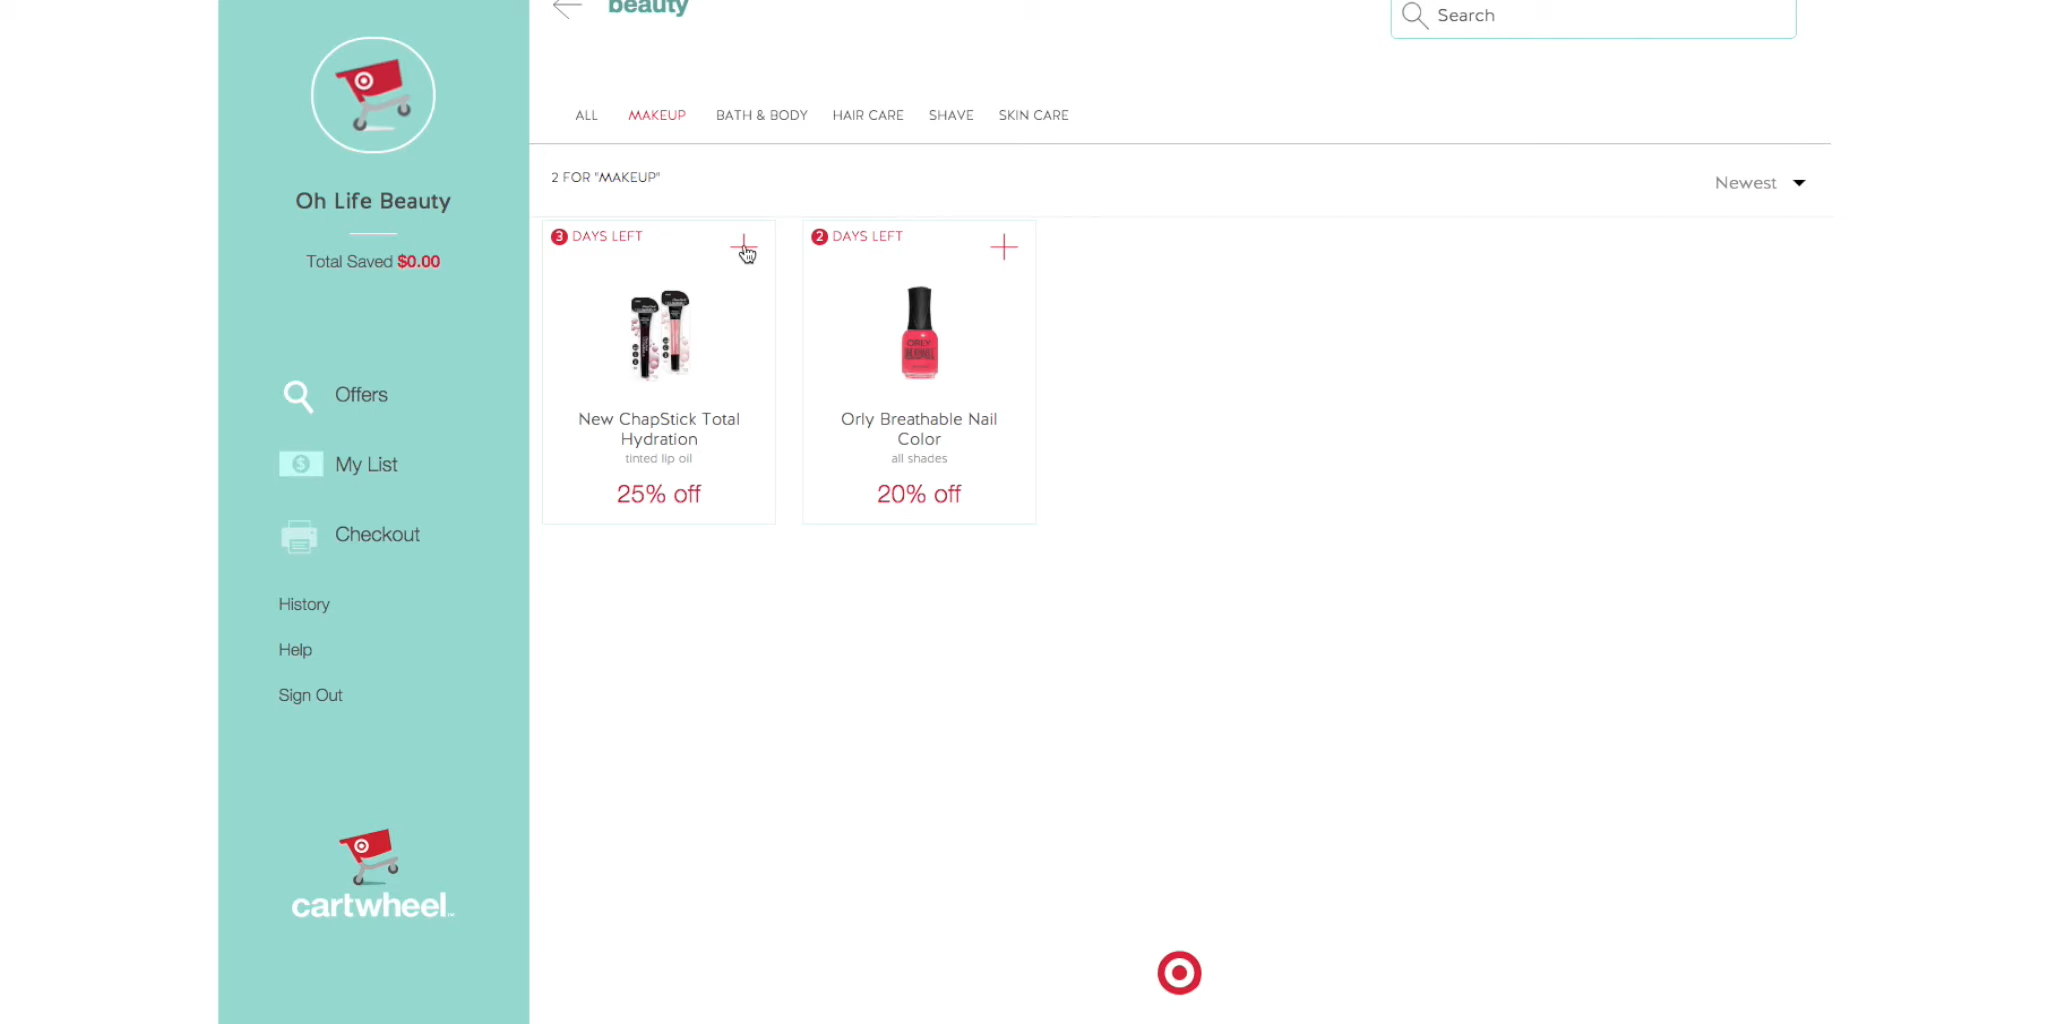 beauty
Search
Oh Life Beauty
Total Saved $0.00
Offers
My List
$
Checkout
History
Help
Sign Out
cartwheel
ALL MAKEUP BATH & BODY HAIR CARE SHAVE SKIN CARE
2 FOR "MAKEUP"
Newest
3 DAYS LEFT
New ChapStick Total
Hydration
tinted lip oil
25% off
2 DAYS LEFT
ORLY
Orly Breathable Nail
Color
all shades
20% off